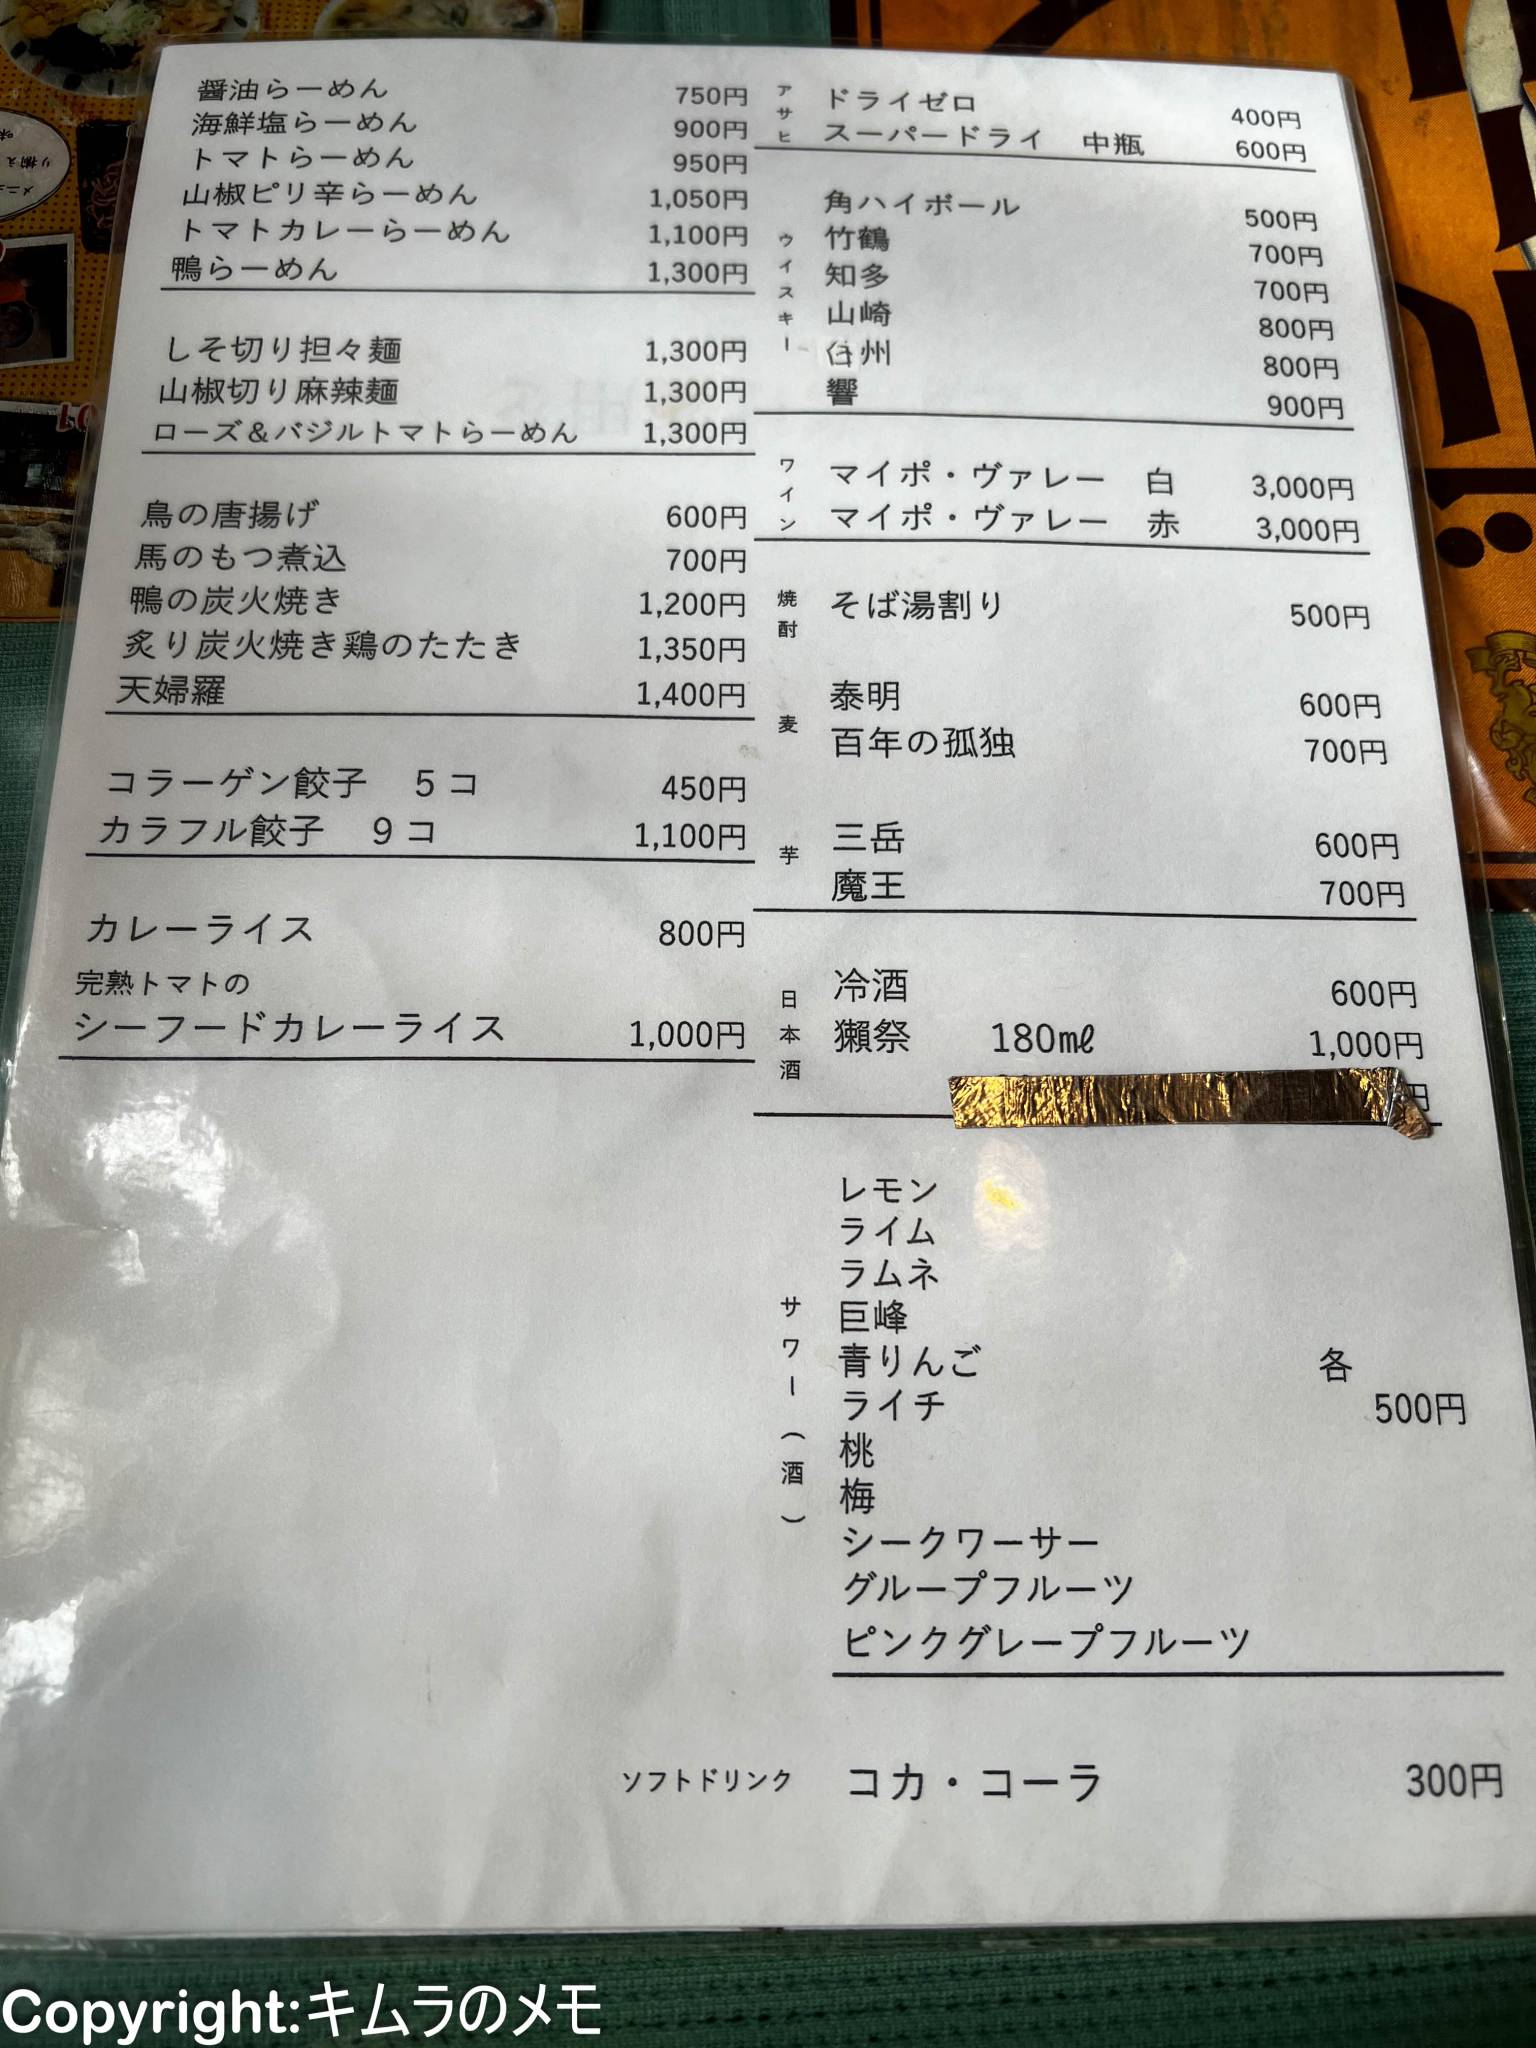 醤油らーめん 750円
海鮮塩らーめん 900円
トマトらーめん 950円
山椒ピリ辛らーめん 1,050円
トマトカレーらーめん 1,100円
鴨らーめん 1,300円
しそ切り担々麺 1,300円
山椒切り麻辣麺 1,300円
ローズ&バジルトマトらーめん 1,300円
鳥の唐揚げ 600円
馬のもつ煮込 700円
鴨の炭火焼き 1,200円
炙り炭火焼き鶏のたたき 1,350円
天婦羅 1,400円
コラーゲン餃子 5コ 450円
カラフル餃子 9コ 1,100円
カレーライス 800円
完熟トマトの
シーフードカレーライス 1,000円
アサヒ
ドライゼロ 400円
スーパードライ 中瓶 600円
ウイスキー
角ハイボール 500円
竹鶴 700円
知多 700円
山崎 800円
白州 800円
響 900円
ワイン
マイポ・ヴァレー 白 3,000円
マイポ・ヴァレー 赤 3,000円
焼酎
そば湯割り 500円
麦
泰明 600円
百年の孤独 700円
芋
三岳 600円
魔王 700円
日本酒
冷酒 600円
獺祭 180㎖ 1,000円
円
サワー(酒)
レモン
ライム
ラムネ
巨峰
青りんご 各
ライチ 500円
桃
梅
シークワーサー
グループフルーツ
ピンクグレープフルーツ
ソフトドリンク コカ・コーラ 300円
Copyright:キムラのメモ